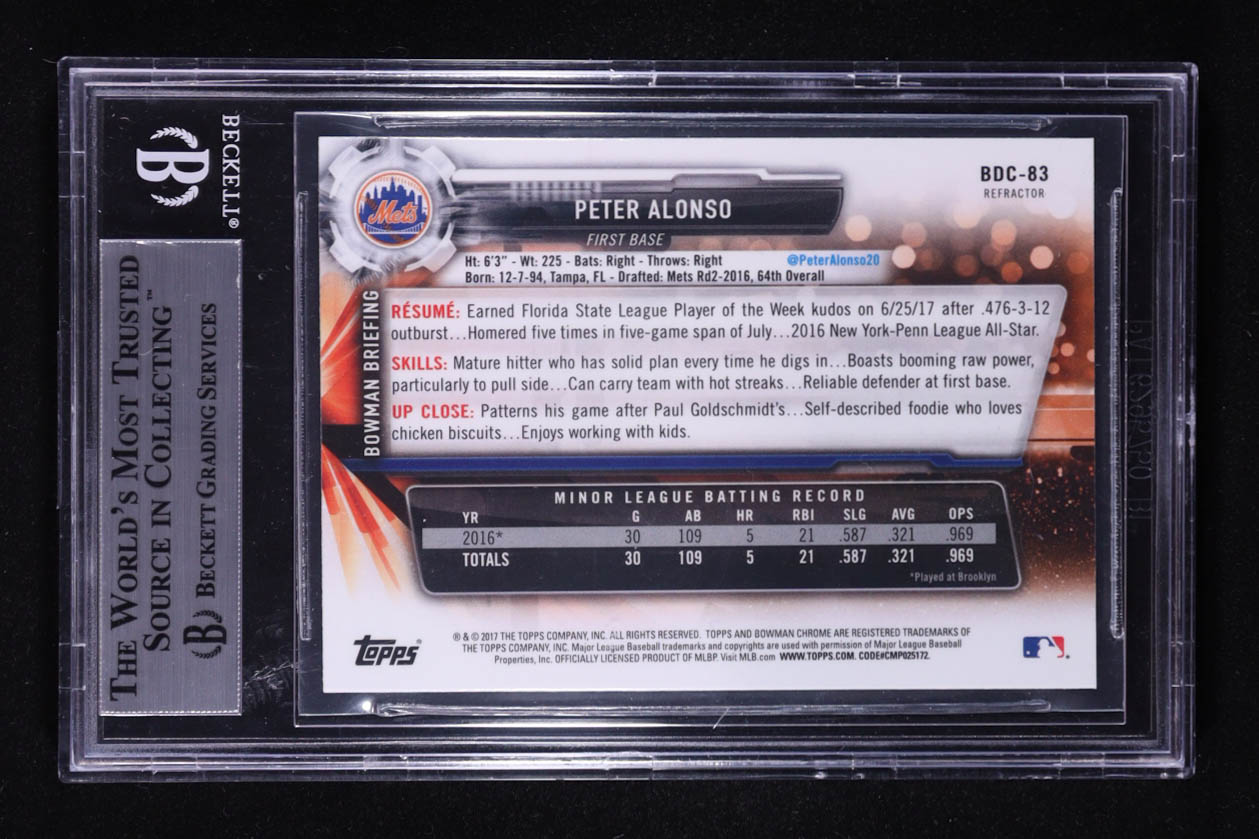 BECKETT®
B
THE WORLD'S MOST TRUSTED
SOURCE IN COLLECTING™
B BECKETT GRADING SERVICES
Mets
PETER ALONSO
FIRST BASE
BDC-83
REFRACTOR
Ht: 6'3" - Wt: 225 - Bats: Right - Throws: Right @PeterAlonso20
Born: 12-7-94, Tampa, FL - Drafted: Mets Rd2-2016, 64th Overall
BOWMAN BRIEFING
RÉSUMÉ: Earned Florida State League Player of the Week kudos on 6/25/17 after .476-3-12
outburst...Homered five times in five-game span of July...2016 New York-Penn League All-Star.
SKILLS: Mature hitter who has solid plan every time he digs in...Boasts booming raw power,
particularly to pull side...Can carry team with hot streaks...Reliable defender at first base.
UP CLOSE: Patterns his game after Paul Goldschmidt's...Self-described foodie who loves
chicken biscuits...Enjoys working with kids.
MINOR LEAGUE BATTING RECORD
YR G AB HR RBI SLG AVG OPS
2016* 30 109 5 21 .587 .321 .969
TOTALS 30 109 5 21 .587 .321 .969
*Played at Brooklyn
Topps®
® & © 2017 THE TOPPS COMPANY, INC. ALL RIGHTS RESERVED. TOPPS AND BOWMAN CHROME ARE REGISTERED TRADEMARKS OF
THE TOPPS COMPANY, INC. Major League Baseball trademarks and copyrights are used with permission of Major League Baseball
Properties, Inc. OFFICIALLY LICENSED PRODUCT OF MLBP. Visit MLB.com WWW.TOPPS.COM. CODE#CMP025172.